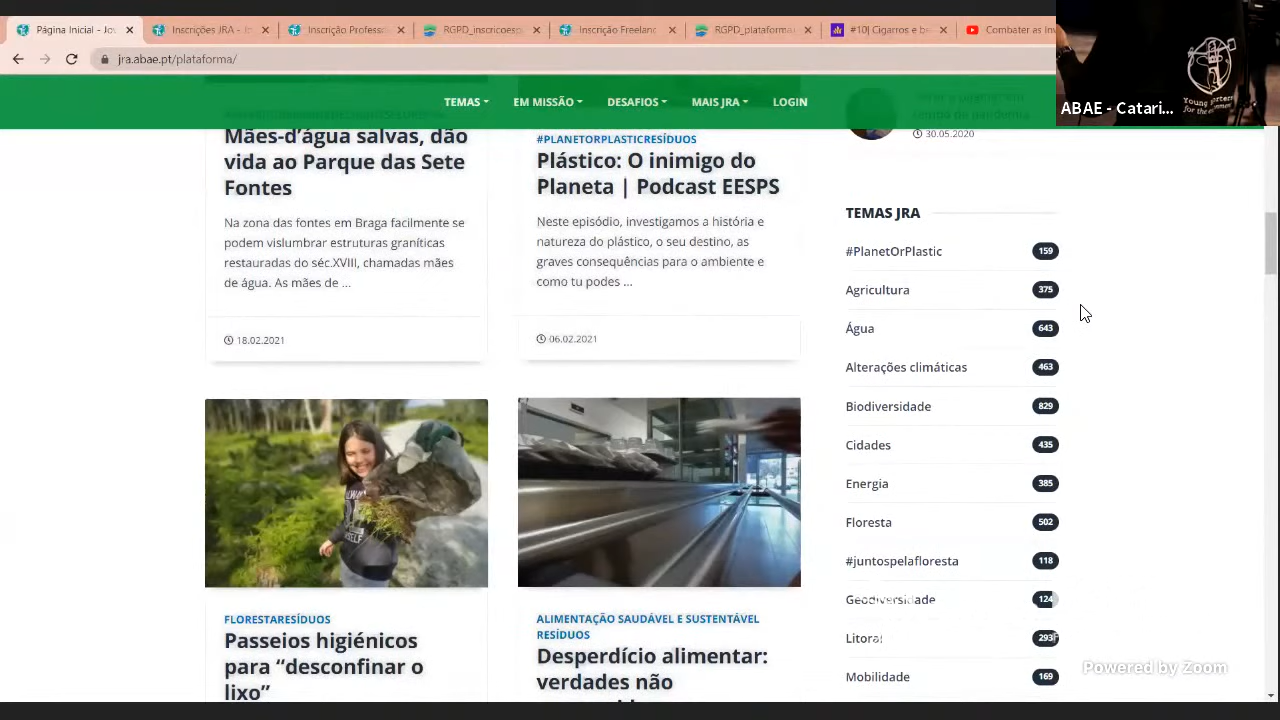 Página Inicial - Jo
Inscrições JRA - Jo
Inscrição Profess
RGPD_inscricoes
Inscrição Freelanc
RGPD_plataforma
#10| Cigarros e b
Combater as In
jra.abae.pt/plataforma/
TEMAS
EM MISSÃO
DESAFIOS
MAIS JRA
LOGIN
ABAE - Catari...
30.05.2020
Mães-d’água salvas, dão
vida ao Parque das Sete
Fontes
Na zona das fontes em Braga facilmente se
podem vislumbrar estruturas graníticas
restauradas do séc.XVIII, chamadas mães
de água. As mães de ...
18.02.2021
#PLANETORPLASTICRESÍDUOS
Plástico: O inimigo do
Planeta | Podcast EESPS
Neste episódio, investigamos a história e
natureza do plástico, o seu destino, as
graves consequências para o ambiente e
como tu podes ...
06.02.2021
TEMAS JRA
#PlanetOrPlastic 159
Agricultura 375
Água 643
Alterações climáticas 463
Biodiversidade 829
Cidades 435
Energia 385
Floresta 502
#juntospelafloresta 118
Geodiversidade 124
Litoral 293
Mobilidade 169
FLORESTARESÍDUOS
Passeios higiénicos
para “desconfinar o
lixo”
ALIMENTAÇÃO SAUDÁVEL E SUSTENTÁVEL
RESÍDUOS
Desperdício alimentar:
verdades não
Powered by Zoom